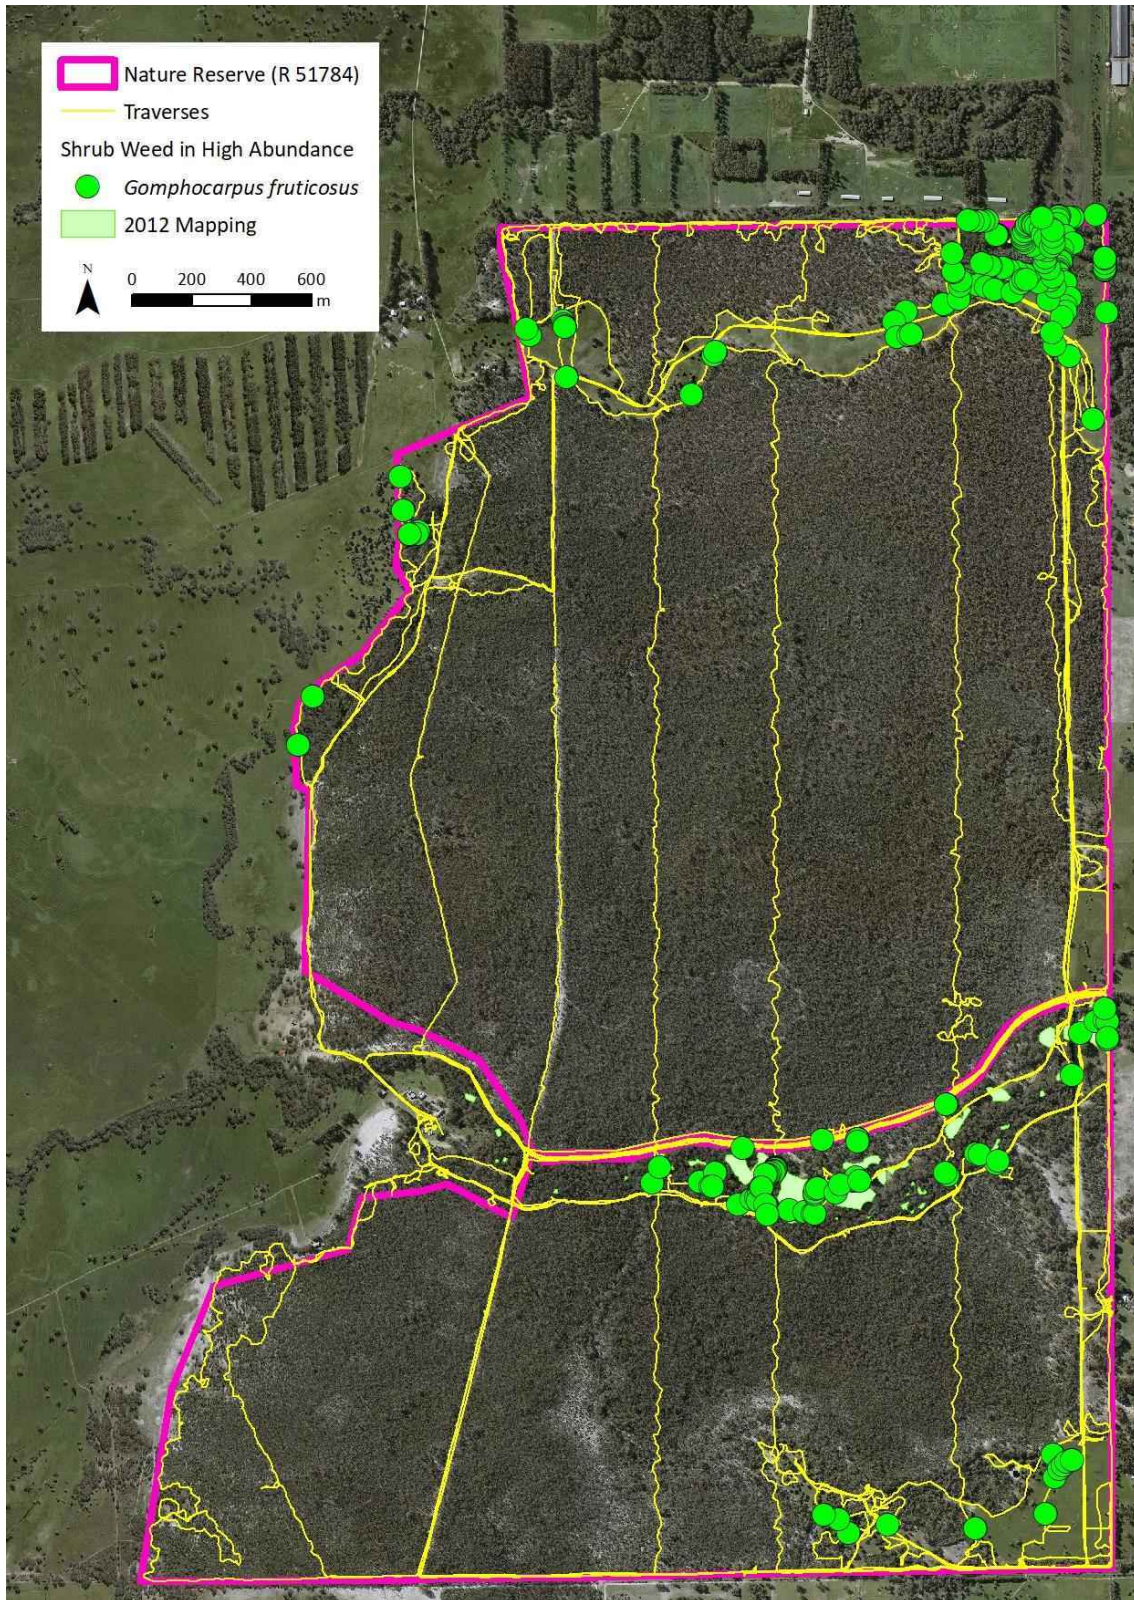 Nature Reserve (R 51784)
Traverses
Shrub Weed in High Abundance
Gomphocarpus fruticosus
2012 Mapping
N
0 200 400 600
m